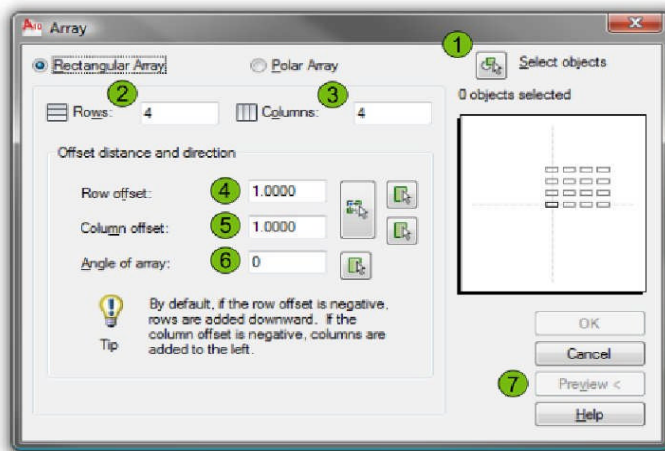 A10 Array
1
Rectangular Array Polar Array Select objects
2 3 0 objects selected
Rows: 4 Columns: 4
Offset distance and direction
Row offset: 4 1.0000
Column offset: 5 1.0000
Angle of array: 6 0
By default, if the row offset is negative,
rows are added downward. If the
column offset is negative, columns are
added to the left.
Tip
OK
Cancel
7 Preview <
Help